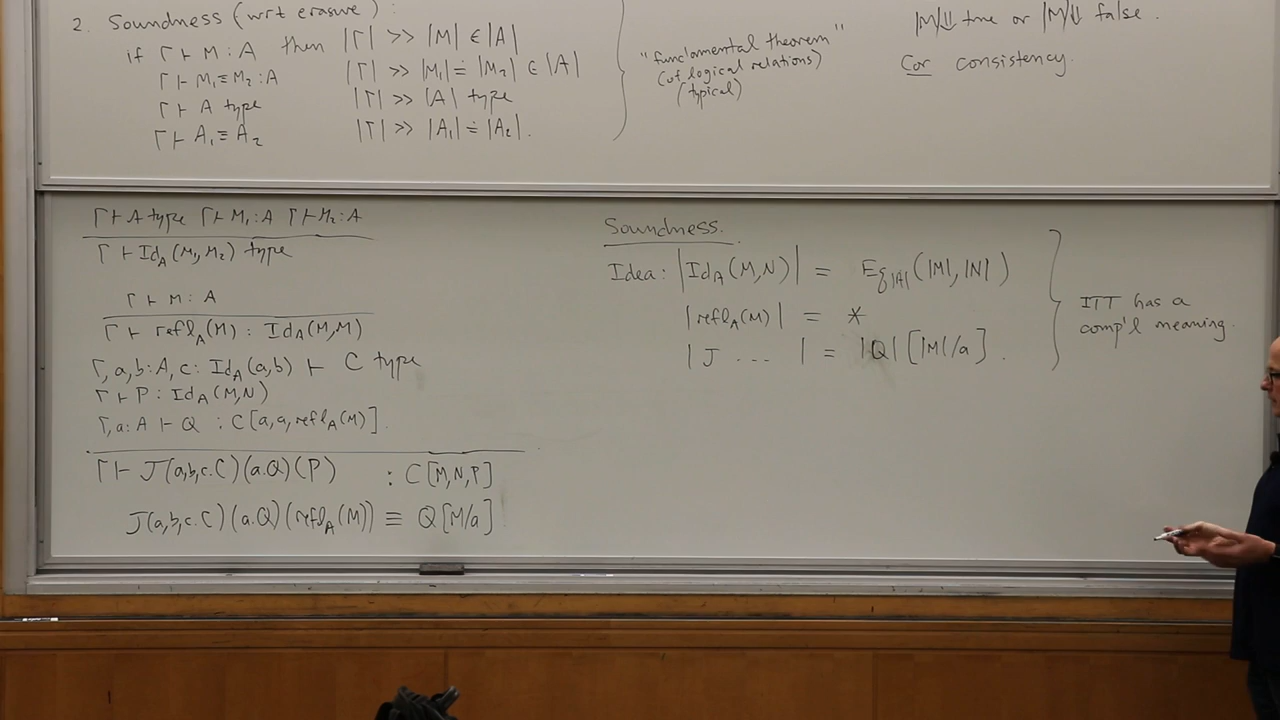 2. Soundness (wrt erasure) :
if Γ ⊢ M : A then |Γ| >> |M| ∈ |A|
Γ ⊢ M₁ ≡ M₂ : A |Γ| >> |M₁| ≐ |M₂| ∈ |A|
Γ ⊢ A type |Γ| >> |A| type
Γ ⊢ A₁ ≡ A₂ |Γ| >> |A₁| ≐ |A₂|.
"fundamental theorem"
(of logical relations)
(typical)
|M|⇓ true or |M|⇓ false.
Cor consistency.
Γ ⊢ A type Γ ⊢ M₁ : A Γ ⊢ M₂ : A
Γ ⊢ Id_A(M₁, M₂) type
Γ ⊢ M : A
Γ ⊢ refl_A(M) : Id_A(M,M)
Γ, a,b:A, c: Id_A(a,b) ⊢ C type
Γ ⊢ P : Id_A(M,N)
Γ, a:A ⊢ Q : C[a,a,refl_A(M)]
Γ ⊢ J(a,b,c.C)(a.Q)(P) : C[M,N,P]
J(a,b,c.C)(a.Q)(refl_A(M)) ≡ Q[M/a]
Soundness.
Idea: |Id_A(M,N)| = Eq_|A|(|M|,|N|)
|refl_A(M)| = *
|J ... | = |Q|[|M|/a].
ITT has a
comp'l meaning.